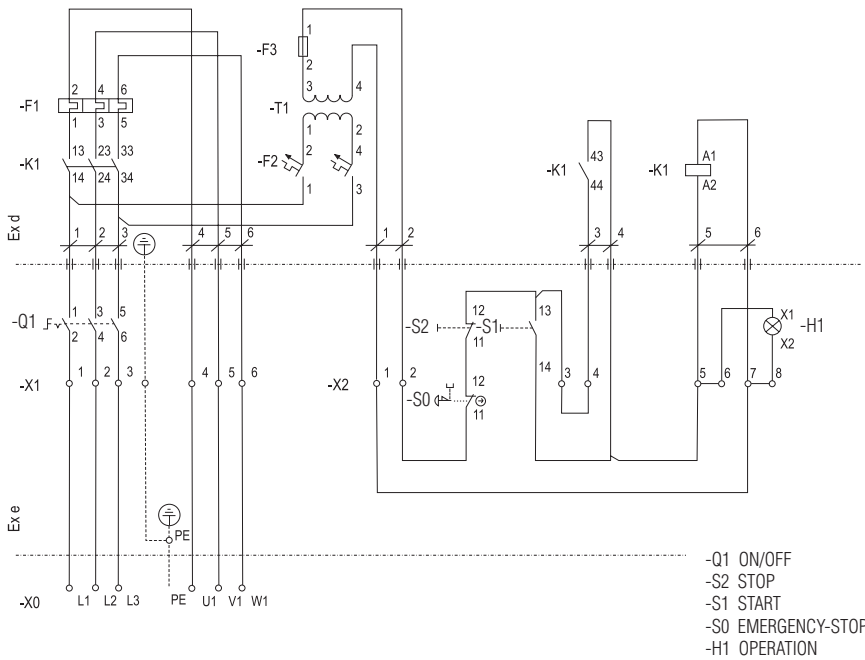 1
-F3
2
2 4 6
3 4
-F1
-T1
1 3 5
1 2
13 23 33
2 4
43
A1
-K1
-F2
-K1
-K1
14 24 34
1 3
44
A2
Ex d
1 2 3 4 5 6
1 2
3 4
5 6
12 13
X1
-Q1
1 3 5
-S2
-S1
-H1
2 4 6
11
X2
14
-X1
1 2 3 4 5 6
-X2
1 2
12
3 4
5 6 7 8
-S0
11
Ex e
PE
-X0
L1 L2 L3 PE U1 V1 W1
-Q1 ON/OFF
-S2 STOP
-S1 START
-S0 EMERGENCY-STOP
-H1 OPERATION